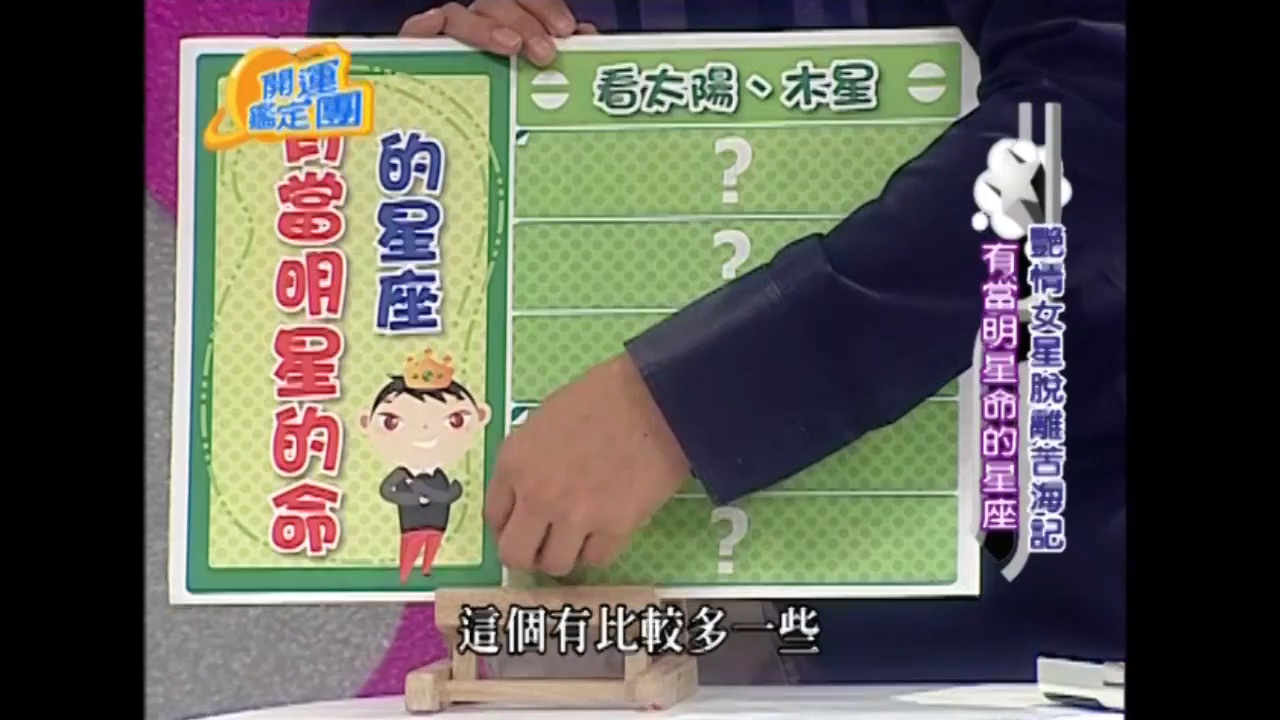 開運
鑑定團
的星座
有當明星的命
看太陽、木星
?
?
?
艷情女星脫離苦海記
有當明星命的星座
這個有比較多一些